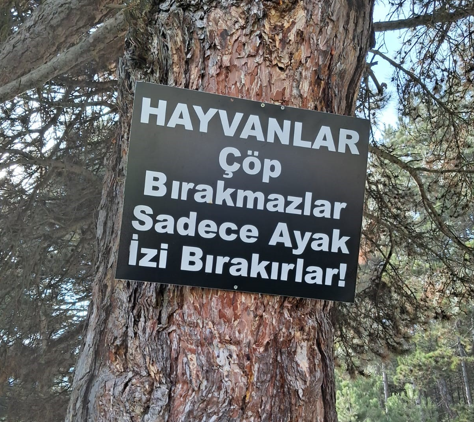 HAYVANLAR
Çöp
Bırakmazlar
Sadece Ayak
İzi Bırakırlar!